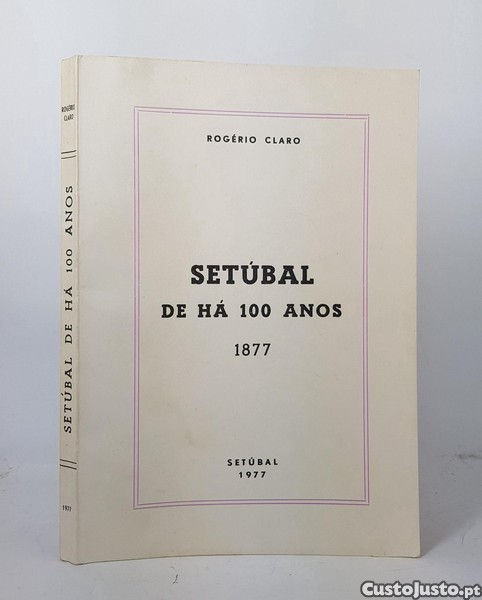 ROGÉRIO
CLARO
SETÚBAL DE HÁ 100 ANOS
1977
ROGÉRIO CLARO
SETÚBAL
DE HÁ 100 ANOS
1877
SETÚBAL
1977
CustoJusto.pt